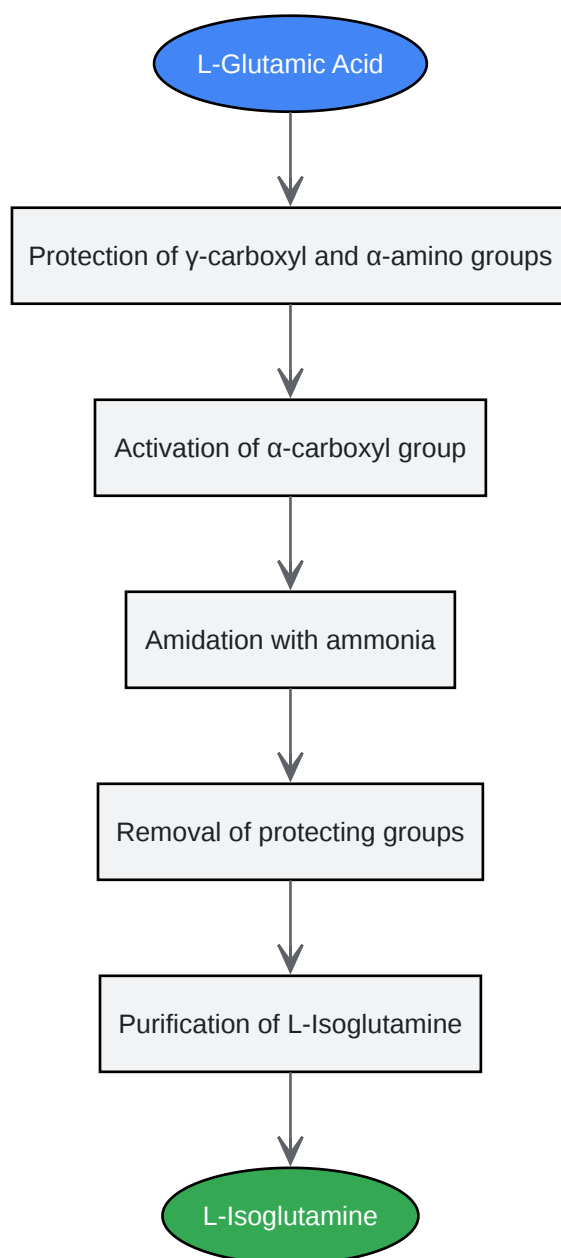 L-Glutamic Acid
Protection of γ-carboxyl and α-amino groups
Activation of α-carboxyl group
Amidation with ammonia
Removal of protecting groups
Purification of L-Isoglutamine
L-Isoglutamine